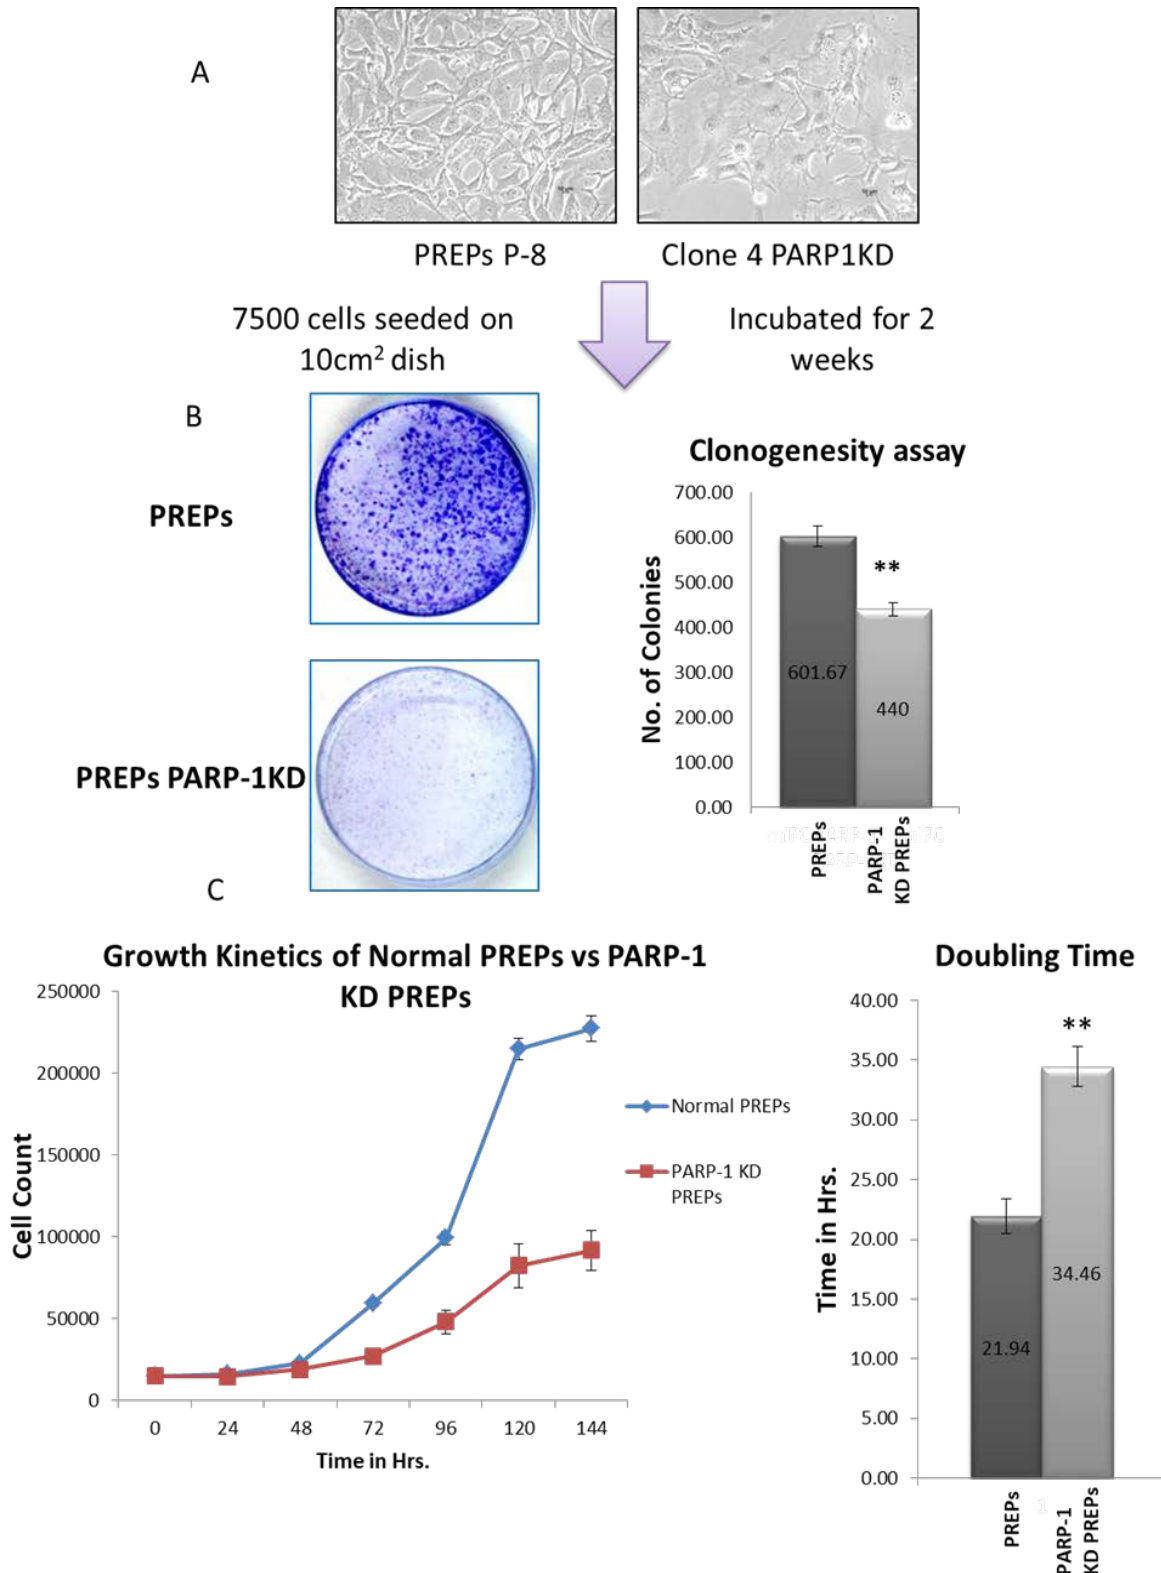 A
PREPs P-8
Clone 4 PARP1KD
7500 cells seeded on
10cm² dish
Incubated for 2
weeks
B
PREPs
PREPs PARP-1KD
Clonogenesity assay
700.00
600.00
500.00
400.00
300.00
200.00
100.00
0.00
No. of Colonies
**
601.67
440
PREPs
PARP-1
KD PREPs
C
Growth Kinetics of Normal PREPs vs PARP-1
KD PREPs
250000
200000
150000
100000
50000
0
Cell Count
0 24 48 72 96 120 144
Time in Hrs.
Normal PREPs
PARP-1 KD
PREPs
Doubling Time
40.00
35.00
30.00
25.00
20.00
15.00
10.00
5.00
0.00
Time in Hrs.
**
21.94
34.46
PREPs
1
PARP-1
KD PREPs